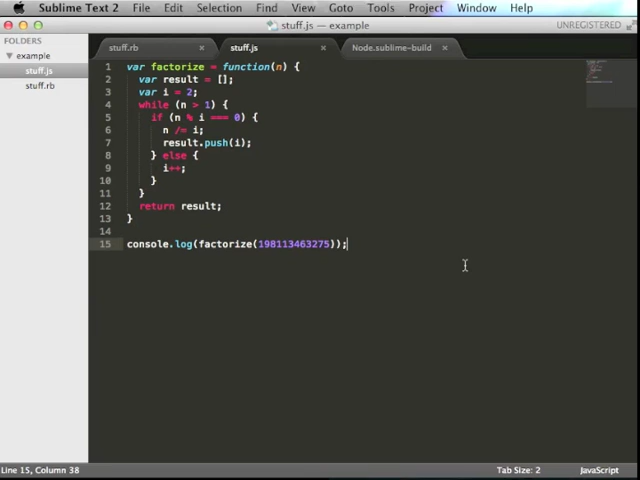 Sublime Text 2 File Edit Selection Find View Goto Tools Project Window Help
stuff.js — example UNREGISTERED
FOLDERS
example
stuff.js
stuff.rb
stuff.rb × stuff.js × Node.sublime-build ×
1 var factorize = function(n) {
2 var result = [];
3 var i = 2;
4 while (n > 1) {
5 if (n % i === 0) {
6 n /= i;
7 result.push(i);
8 } else {
9 i++;
10 }
11 }
12 return result;
13 }
14
15 console.log(factorize(198113463275));
Line 15, Column 38 Tab Size: 2 JavaScript